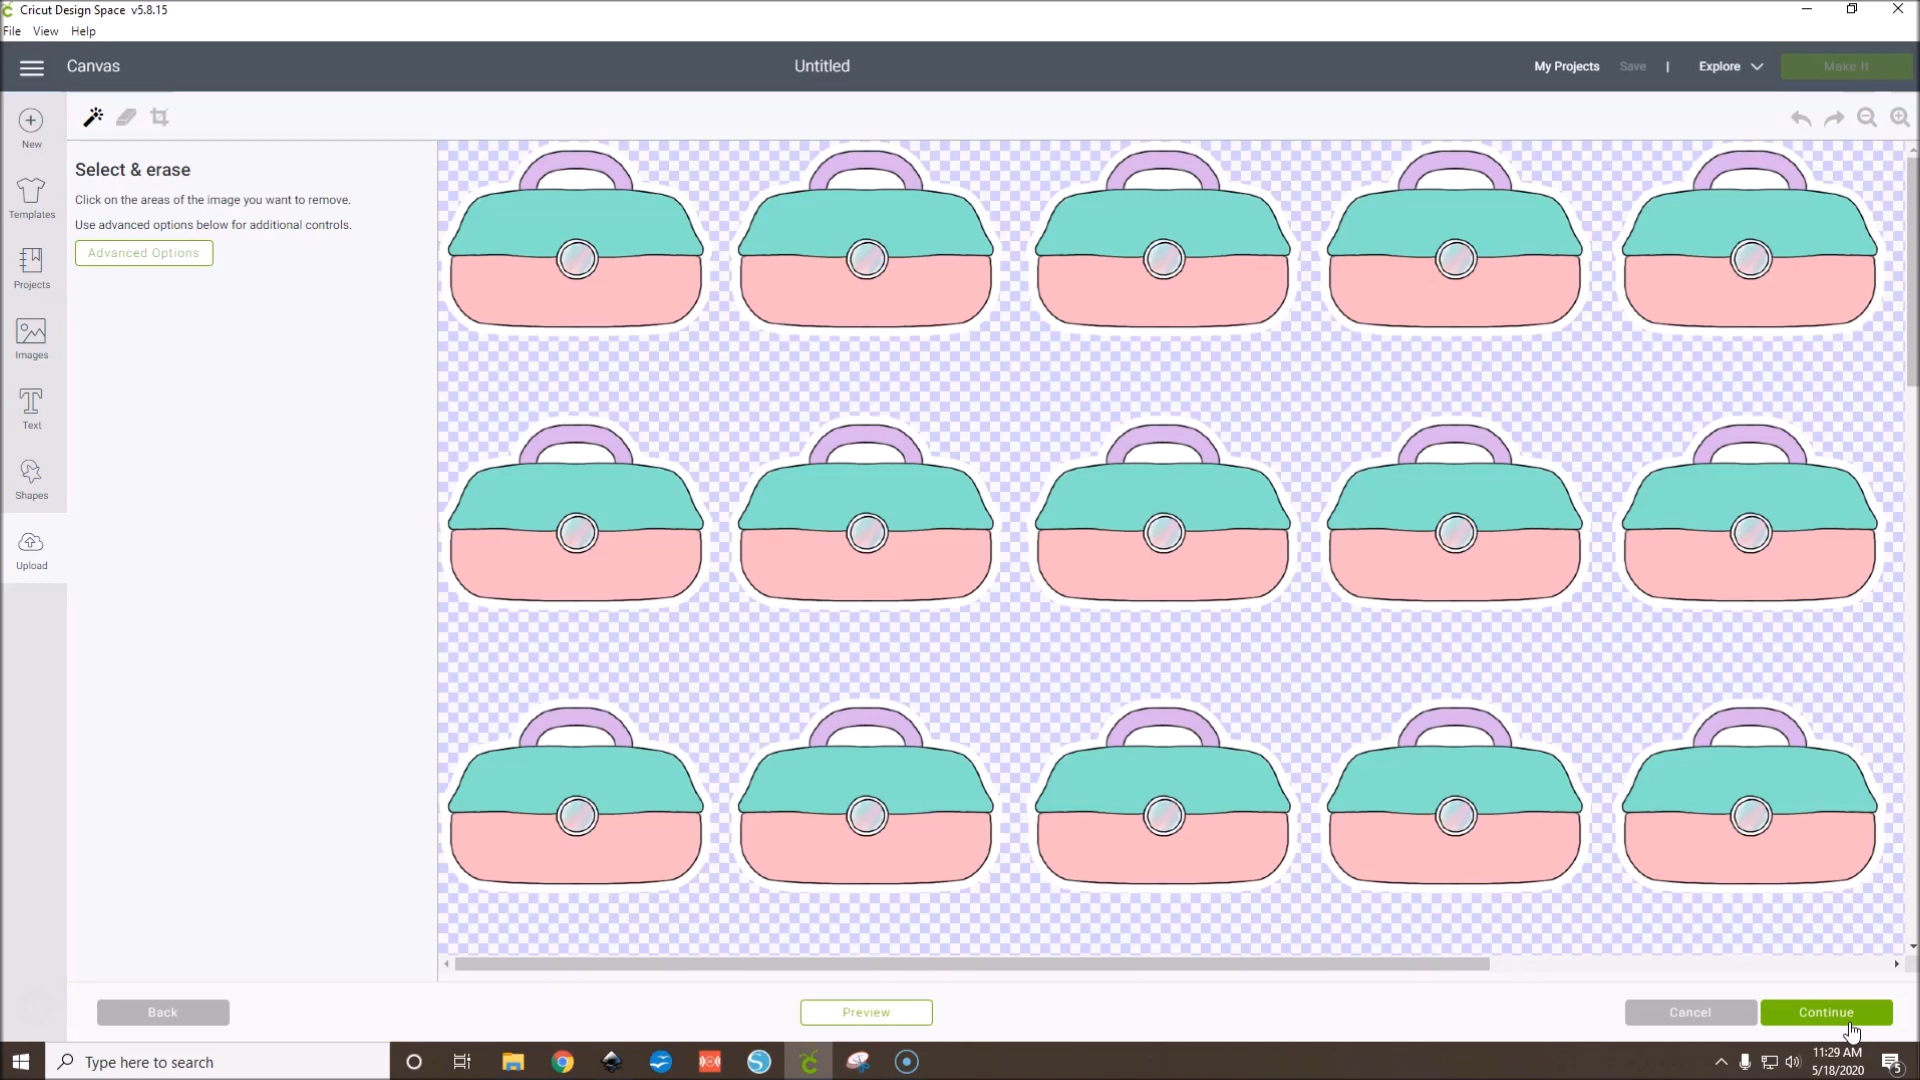 Cricut Design Space v5.8.15
File View Help
Canvas
Untitled
My Projects Save | Explore Make It
New
Templates
Projects
Images
Text
Shapes
Upload
Select & erase
Click on the areas of the image you want to remove.
Use advanced options below for additional controls.
Advanced Options
Back
Preview
Cancel
Continue
Type here to search
11:29 AM
5/18/2020
5